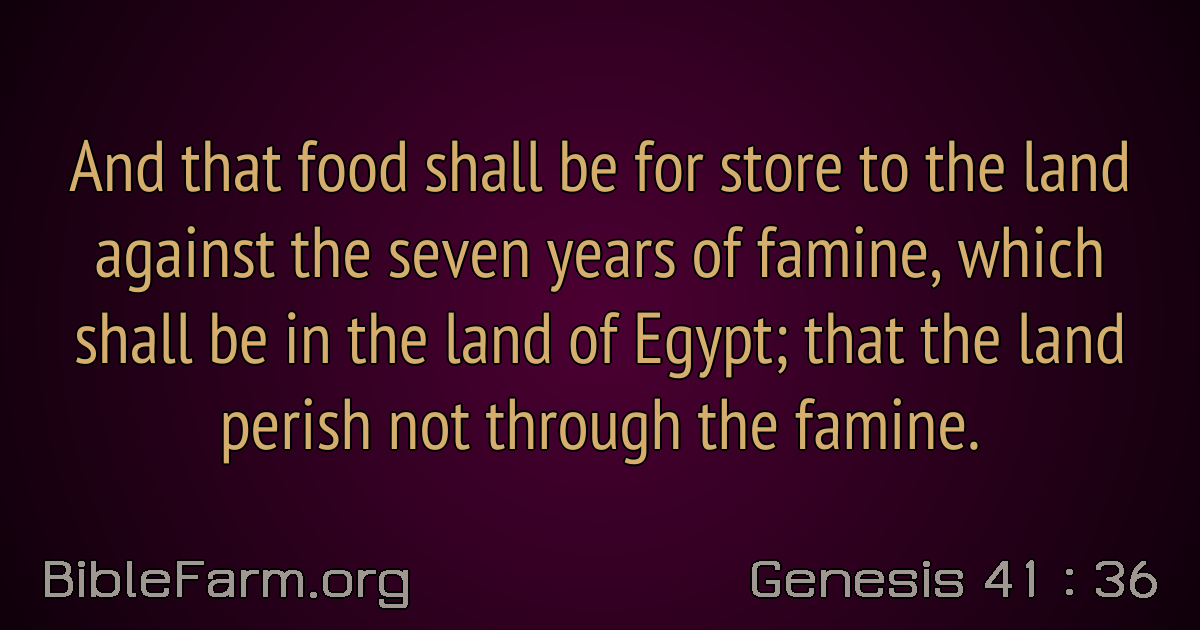 And that food shall be for store to the land
against the seven years of famine, which
shall be in the land of Egypt; that the land
perish not through the famine.
BibleFarm.org
Genesis 41 : 36